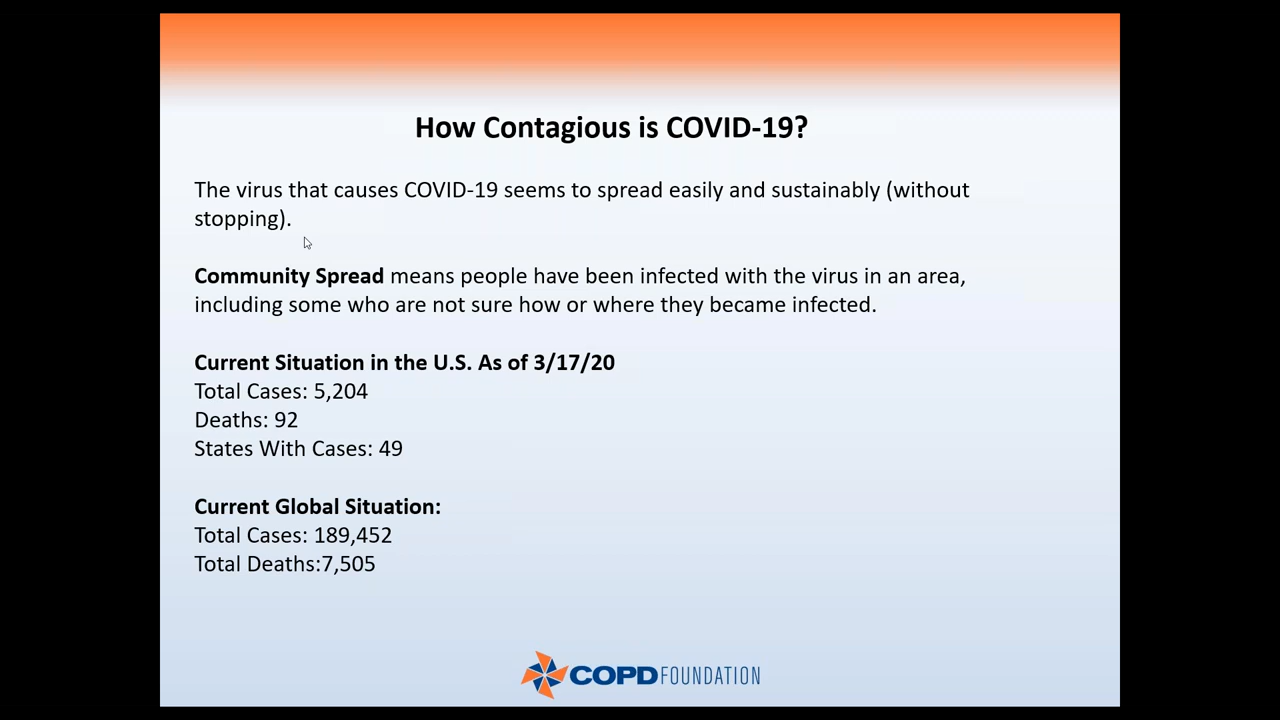 How Contagious is COVID-19?
The virus that causes COVID-19 seems to spread easily and sustainably (without
stopping).
Community Spread means people have been infected with the virus in an area,
including some who are not sure how or where they became infected.
Current Situation in the U.S. As of 3/17/20
Total Cases: 5,204
Deaths: 92
States With Cases: 49
Current Global Situation:
Total Cases: 189,452
Total Deaths:7,505
COPD FOUNDATION